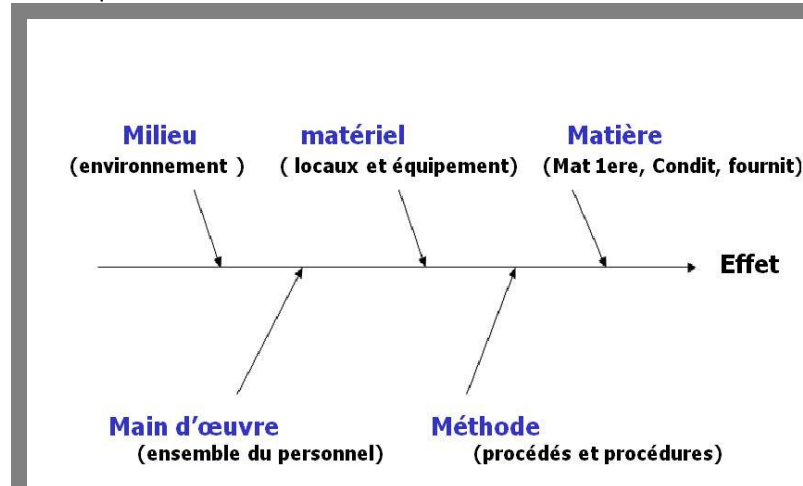 Milieu matériel Matière
(environnement ) ( locaux et équipement) (Mat 1ere, Condit, fournit)
Effet
Main d'œuvre Méthode
(ensemble du personnel) (procédés et procédures)